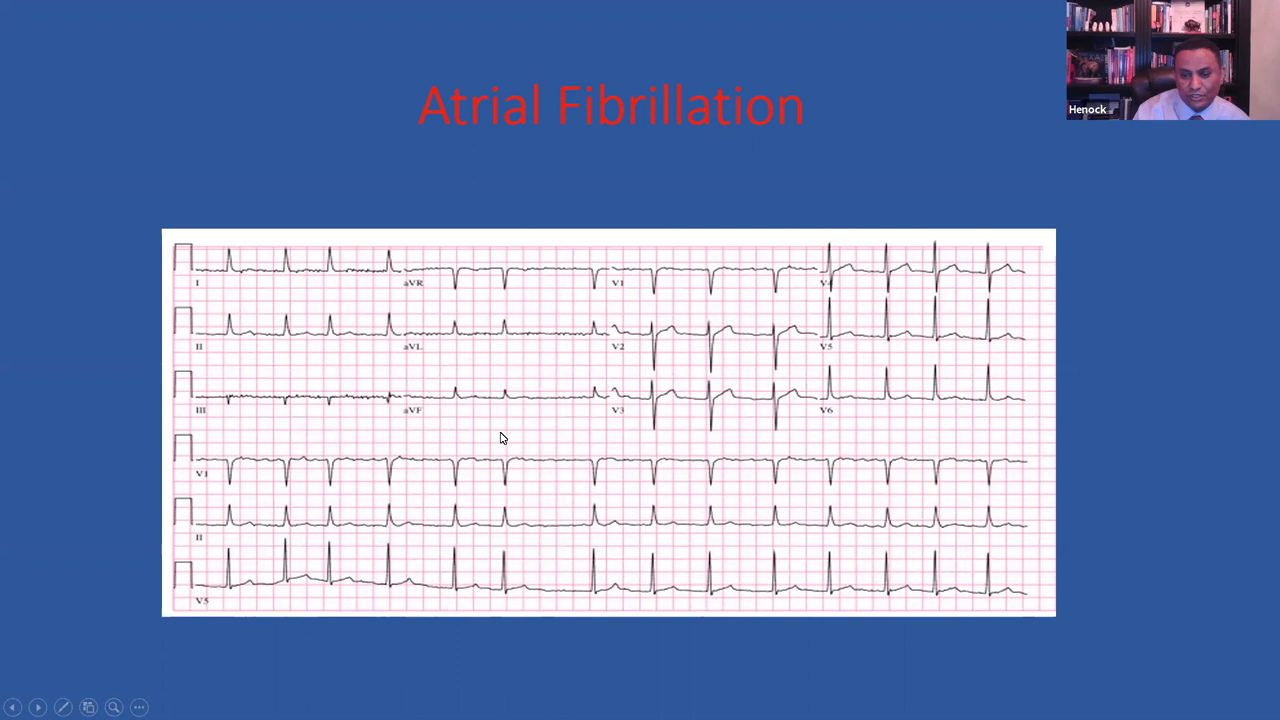 Henock
Atrial Fibrillation
I aVR V1 V4
II aVL V2 V5
III aVF V3 V6
V1
II
V5